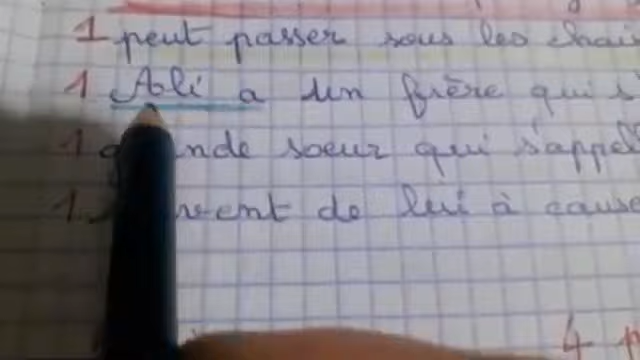 1 peut passer sous les chai
1 Ali a un frère qui s'
1 g nde soeur qui s'appel
1 vent de lui à cause
4 p